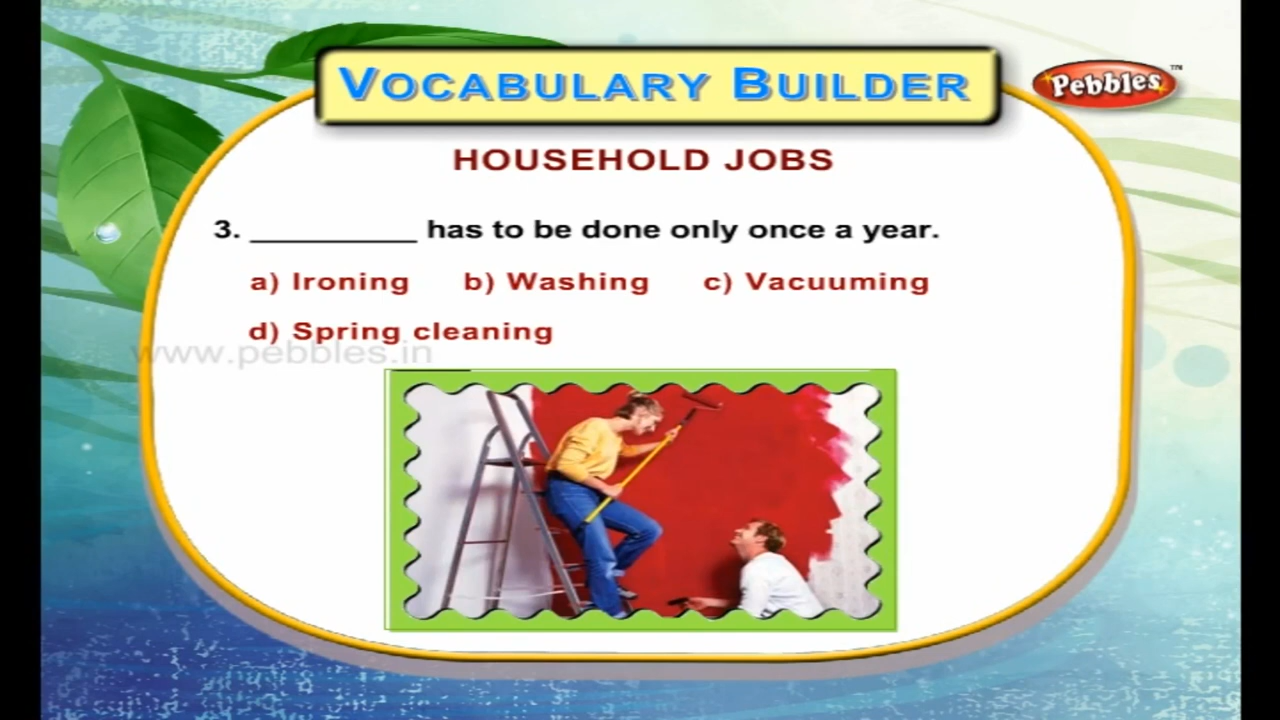 VOCABULARY BUILDER
Pebbles™
HOUSEHOLD JOBS
3. __________ has to be done only once a year.
a) Ironing b) Washing c) Vacuuming
d) Spring cleaning
www.pebbles.in